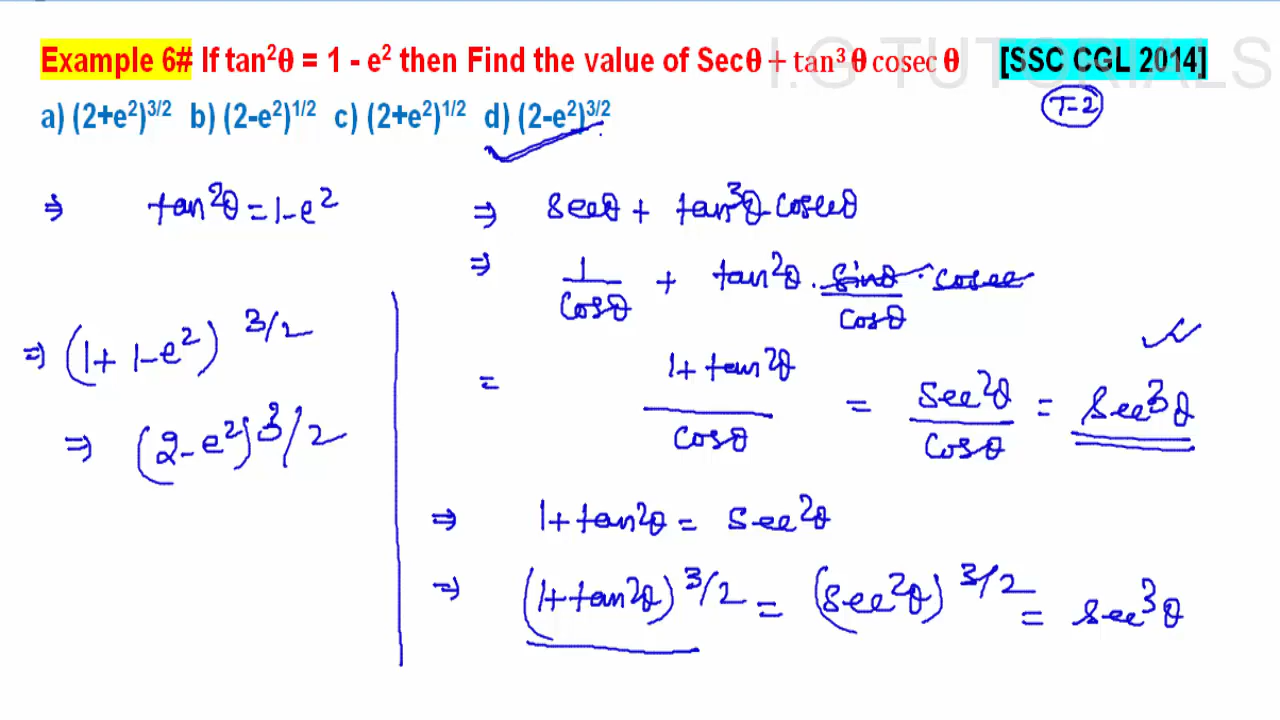 I.G TUTORIALS
Example 6# If tan²θ = 1 - e² then Find the value of Secθ + tan³ θ cosec θ [SSC CGL 2014]
a) (2+e²)^3/2 b) (2-e²)^1/2 c) (2+e²)^1/2 d) (2-e²)^3/2
T-2
⇒ tan²θ = 1-e²
⇒ (1+1-e²)^3/2
⇒ (2-e²)^3/2
⇒ secθ + tan³θ cosecθ
⇒ 1/cosθ + tan²θ . sinθ/cosθ . cosec
= 1+tan²θ/cosθ = sec²θ/cosθ = sec³θ
⇒ 1+tan²θ = sec²θ
⇒ (1+tan²θ)^3/2 = (sec²θ)^3/2 = sec³θ